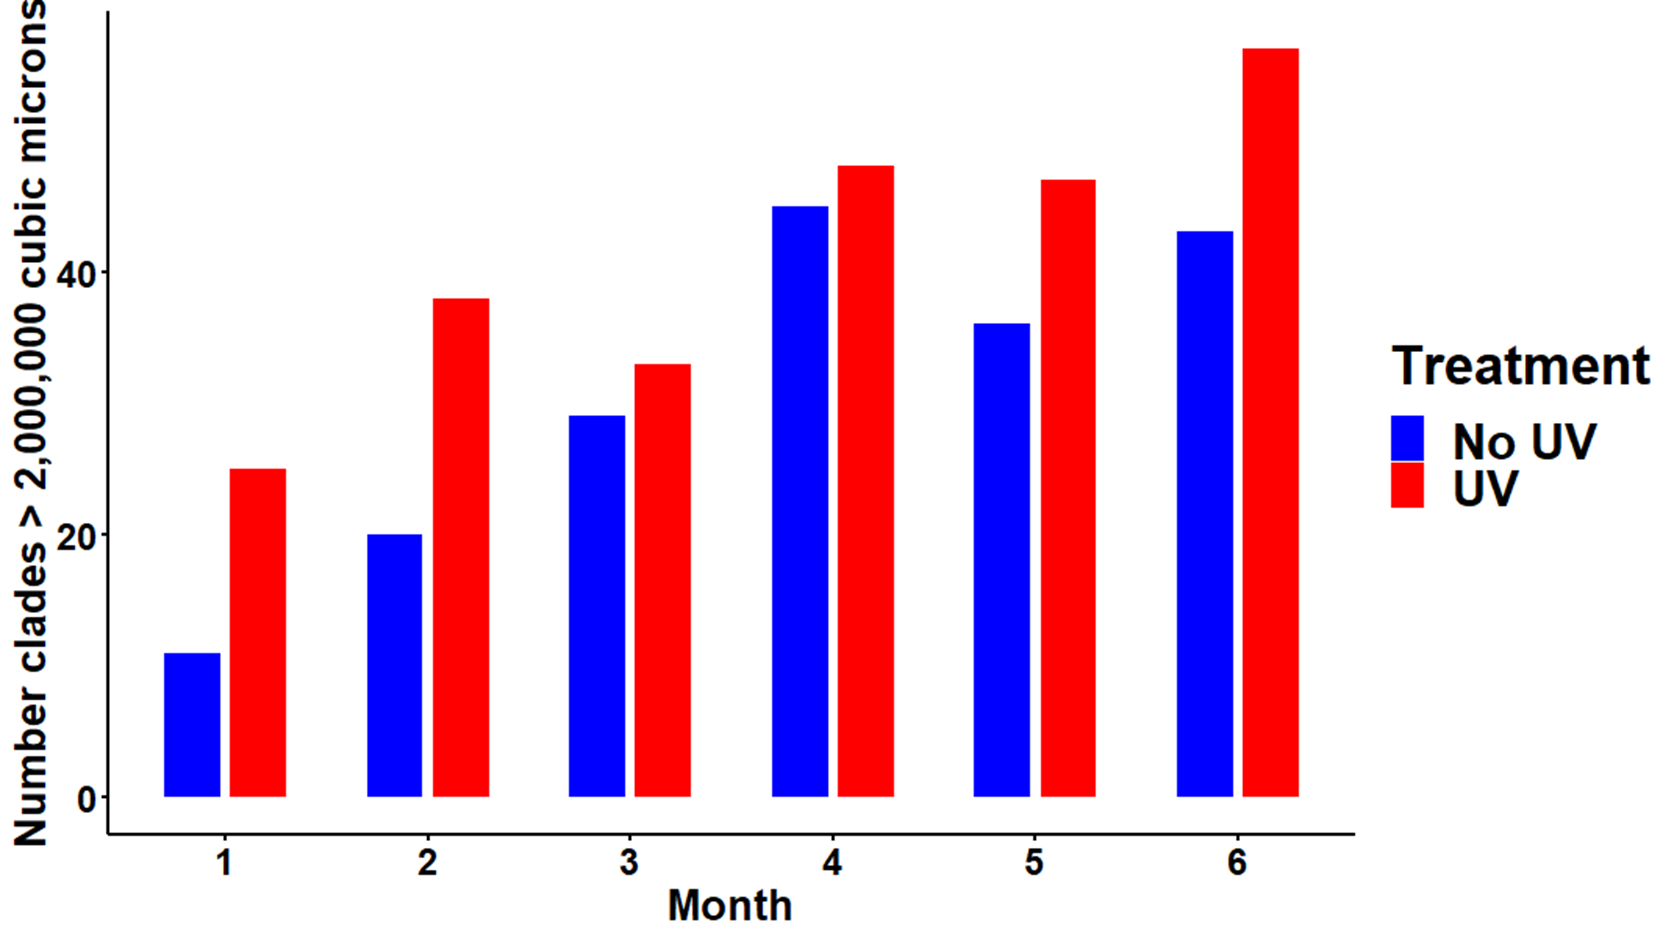 Number clades > 2,000,000 cubic microns
40
20
0
1 2 3 4 5 6
Month
Treatment
No UV
UV